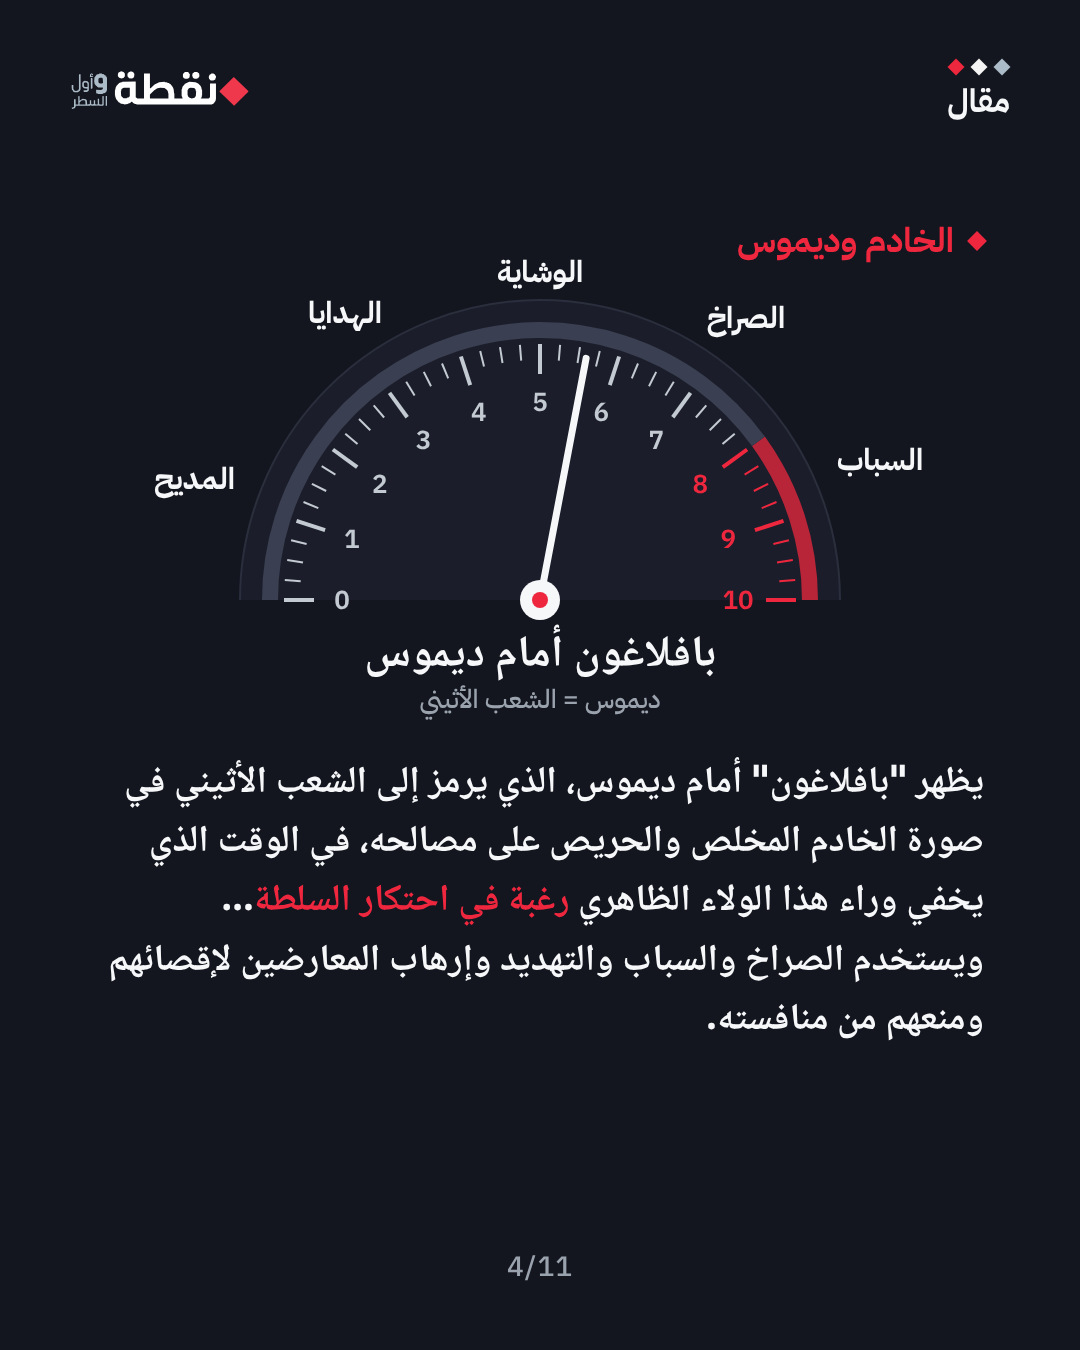 مقال
نقطة
وأول
السطر
الخادم وديموس
الوشاية
الهدايا
الصراخ
المديح
السباب
0
1
2
3
4
5
6
7
8
9
10
بافلاغون أمام ديموس
ديموس = الشعب الأثيني
يظهر "بافلاغون" أمام ديموس، الذي يرمز إلى الشعب الأثيني في
صورة الخادم المخلص والحريص على مصالحه، في الوقت الذي
يخفي وراء هذا الولاء الظاهري رغبة في احتكار السلطة...
ويستخدم الصراخ والسباب والتهديد وإرهاب المعارضين لإقصائهم
ومنعهم من منافسته.
4/11